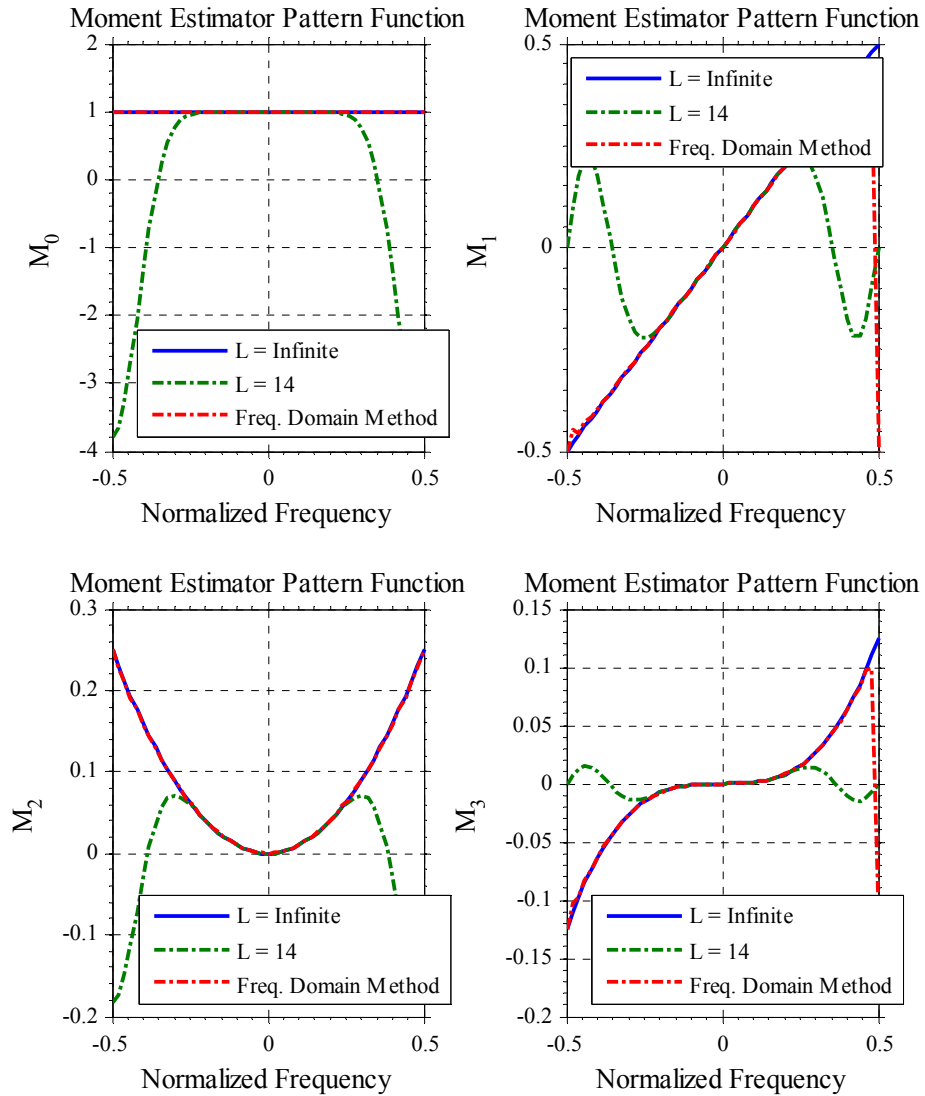 Moment Estimator Pattern Function
2
1
0
-1
-2
-3
-4
M0
L = Infinite
L = 14
Freq. Domain Method
-0.5
0
0.5
Normalized Frequency
Moment Estimator Pattern Function
0.5
0
-0.5
M1
L = Infinite
L = 14
Freq. Domain Method
-0.5
0
0.5
Normalized Frequency
Moment Estimator Pattern Function
0.3
0.2
0.1
0
-0.1
-0.2
M2
L = Infinite
L = 14
Freq. Domain Method
-0.5
0
0.5
Normalized Frequency
Moment Estimator Pattern Function
0.15
0.1
0.05
0
-0.05
-0.1
-0.15
-0.2
M3
L = Infinite
L = 14
Freq. Domain Method
-0.5
0
0.5
Normalized Frequency